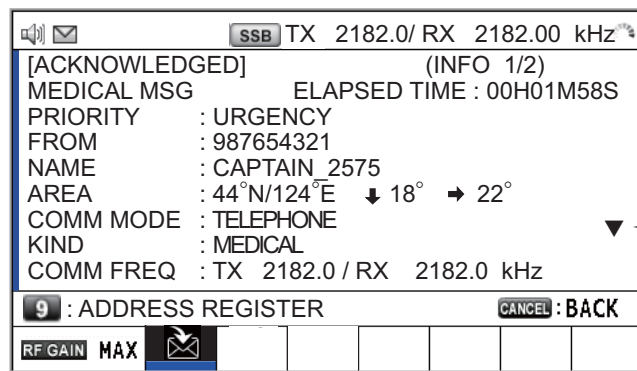 SSB TX 2182.0/ RX 2182.00 kHz
[ACKNOWLEDGED] (INFO 1/2)
MEDICAL MSG ELAPSED TIME : 00H01M58S
PRIORITY : URGENCY
FROM : 987654321
NAME : CAPTAIN_2575
AREA : 44°N/124°E ↓ 18° → 22°
COMM MODE : TELEPHONE
KIND : MEDICAL
COMM FREQ : TX 2182.0 / RX 2182.0 kHz
9 : ADDRESS REGISTER CANCEL : BACK
RF GAIN MAX